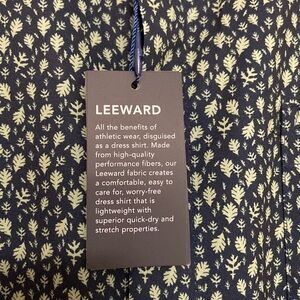 LEEWARD
All the benefits of
athletic wear, disguised
as a dress shirt. Made
from high-quality
performance fibers, our
Leeward fabric creates
a comfortable, easy to
care for, worry-free
dress shirt that is
lightweight with
superior quick-dry and
stretch properties.